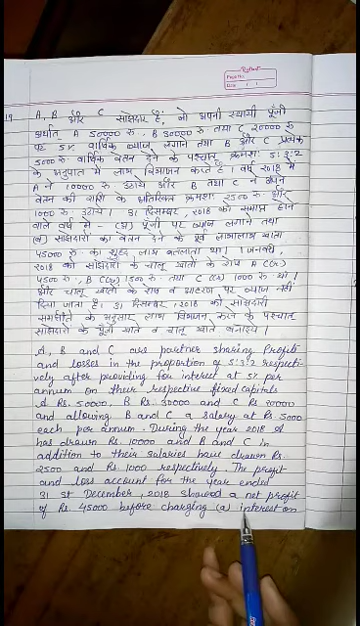 A, B और C साझेदार हैं, जो अपनी स्थायी पूँजी
अर्थात् A 50000 रु., B 30000 रु. तथा C 20000 रु.
पर 5% वार्षिक ब्याज लगाने तथा B और C प्रत्येक
5000 रु. वार्षिक वेतन देने के पश्चात् क्रमशः 5:3:2
के अनुपात में लाभ विभाजन करते हैं। वर्ष 2018 में
A ने 10000 रु. उठाये और B तथा C ने अपने
वेतन की राशि के अतिरिक्त क्रमशः 2500 रु. और
1000 रु. उठाये। 31 दिसम्बर, 2018 को समाप्त होने
वाले वर्ष में - (अ) पूँजी पर ब्याज लगाने तथा
(ब) साझेदारों को वेतन देने के पूर्व लाभालाभ खाता
45000 रु. का शुद्ध लाभ बतलाता था। 1 जनवरी,
2018 को साझेदारों के चालू खातों के शेष A (Cr.)
4500 रु., B (Cr.) 1500 रु. तथा C (Cr.) 1000 रु. थे।
और चालू खातों के शेष व आहरण पर ब्याज नहीं
दिया जाता है। 31 दिसम्बर, 2018 को साझेदारी
समझौते के अनुसार लाभ विभाजन करने के पश्चात्
साझेदारों के पूँजी खाते व चालू खाते बनाइये।
A, B and C are partner sharing Profits
and losses in the proportion of 5:3:2 respecti-
vely after providing for interest at 5% per
annum on their respective fixed capitals
A Rs. 50000, B Rs. 30000 and C Rs 20000
and allowing B and C a salary at Rs 5000
each per annum. During the year 2018 A
has drawn Rs. 10000 and B and C in
addition to their salaries have drawn Rs.
2500 and Rs 1000 respectively. The profit
and loss account for the year ended
31 st December, 2018 showed a net profit
of Rs. 45000 before charging (a) interest on